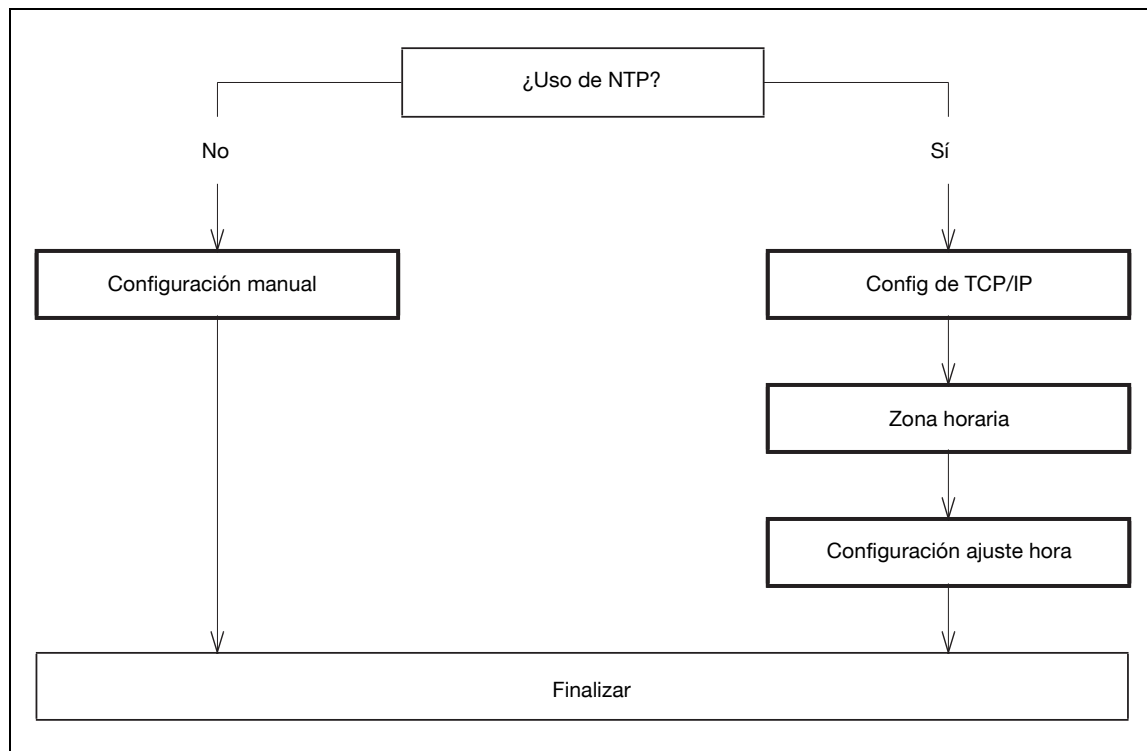 ¿Uso de NTP?
No
Sí
Configuración manual
Config de TCP/IP
Zona horaria
Configuración ajuste hora
Finalizar